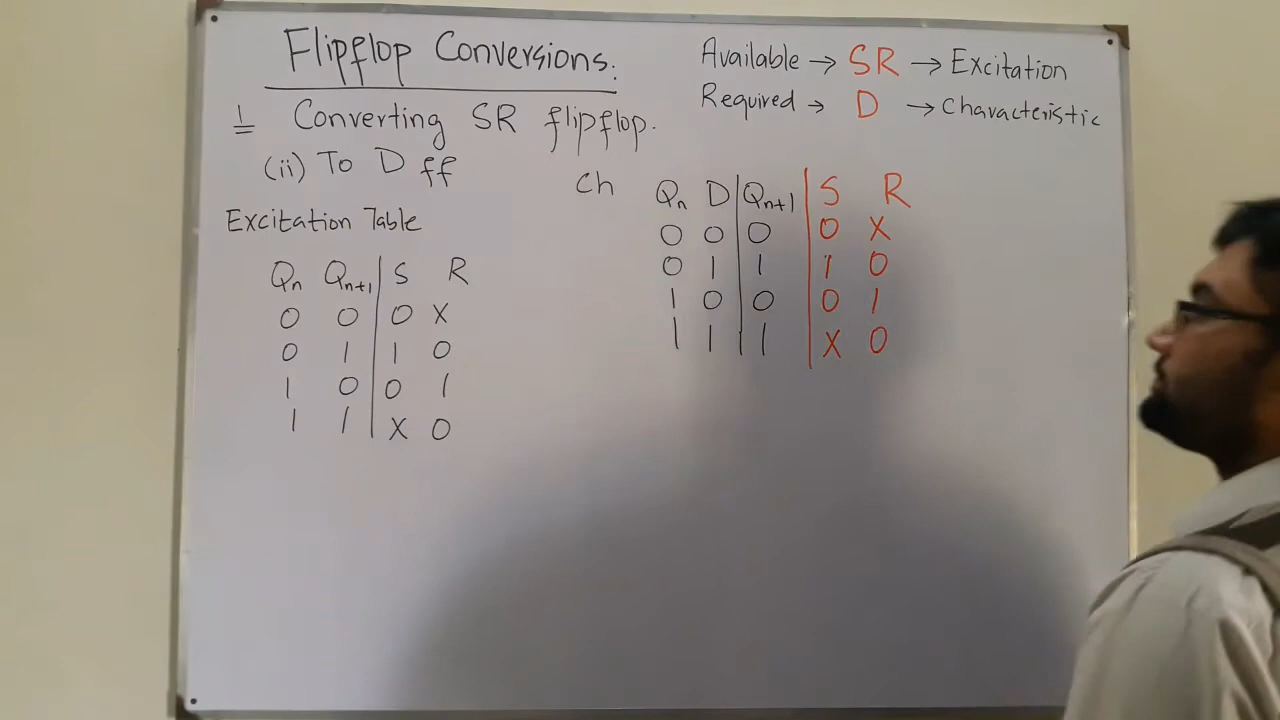 Flipflop Conversions:
1 Converting SR flipflop.
(ii) To D ff
Available → SR → Excitation
Required → D → Characteristic
Excitation Table
Qn Qn+1 S R
0 0 0 X
0 1 1 0
1 0 0 1
1 1 X 0
Ch
Qn D Qn+1 S R
0 0 0 0 X
0 1 1 1 0
1 0 0 0 1
1 1 1 X 0